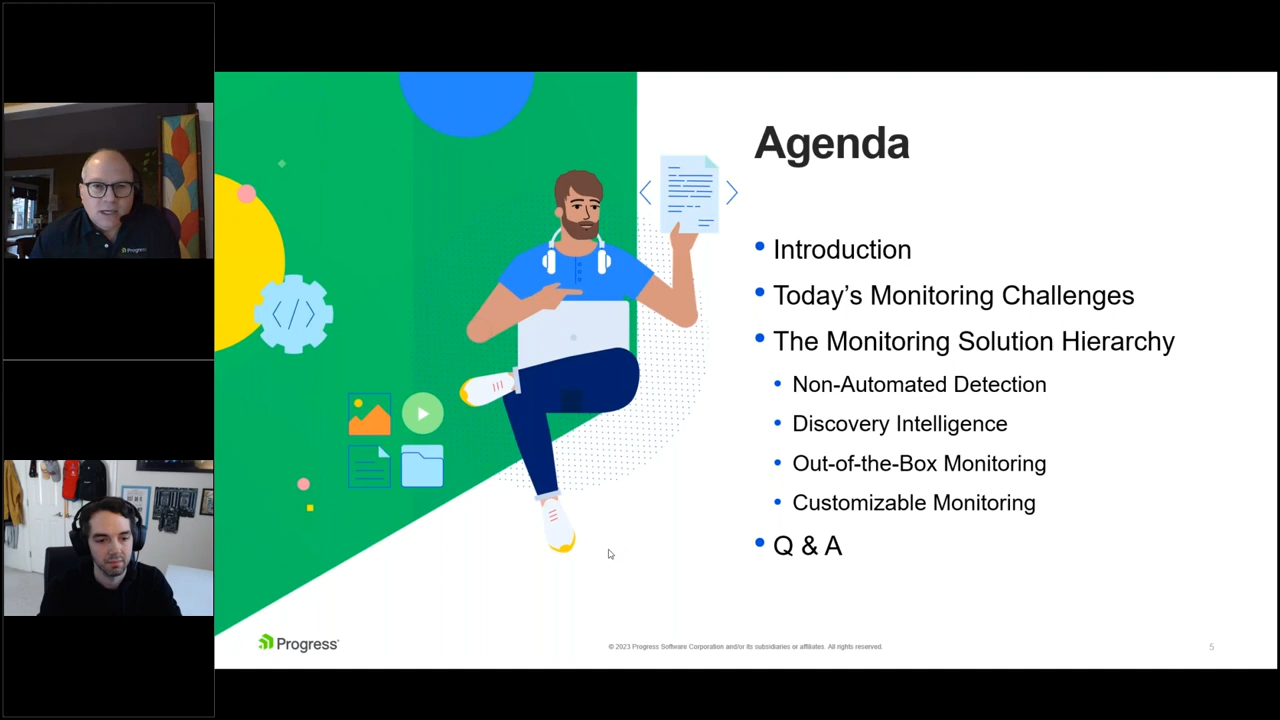 Agenda
Introduction
Today's Monitoring Challenges
The Monitoring Solution Hierarchy
Non-Automated Detection
Discovery Intelligence
Out-of-the-Box Monitoring
Customizable Monitoring
Q & A
</>
Progress
Progress
© 2023 Progress Software Corporation and/or its subsidiaries or affiliates. All rights reserved.
5